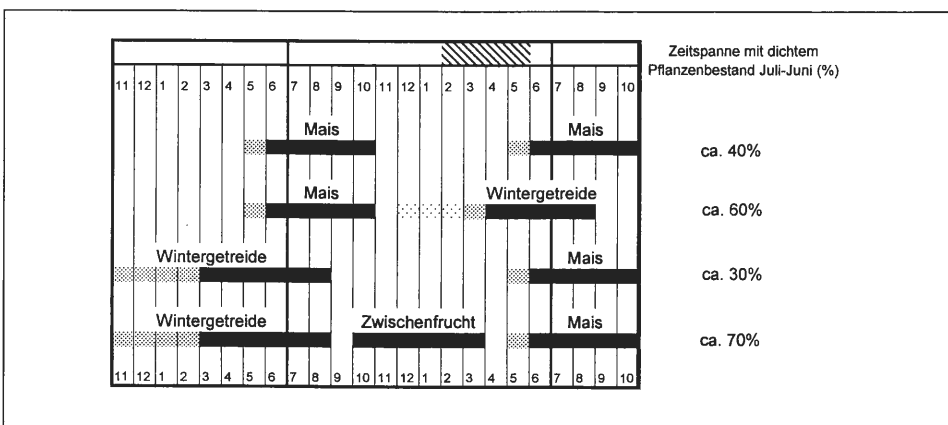 Zeitspanne mit dichtem
Pflanzenbestand Juli-Juni (%)
11 12 1 2 3 4 5 6 7 8 9 10 11 12 1 2 3 4 5 6 7 8 9 10
Mais Mais
ca. 40%
Mais Wintergetreide
ca. 60%
Wintergetreide Mais
ca. 30%
Wintergetreide Zwischenfrucht Mais
ca. 70%
11 12 1 2 3 4 5 6 7 8 9 10 11 12 1 2 3 4 5 6 7 8 9 10